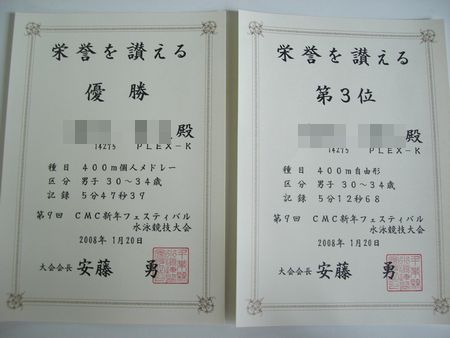 栄誉を讃える
優勝
殿
14275 PLEX-K
種目 400m個人メドレー
区分 男子 30～34歳
記録 5分47秒39
第9回 CMC新年フェスティバル
水泳競技大会
2008年 1月20日
大会会長 安藤 勇
栄誉を讃える
第3位
殿
14275 PLEX-K
種目 400m自由形
区分 男子 30～34歳
記録 5分12秒68
第9回 CMC新年フェスティバル
水泳競技大会
2008年 1月20日
大会会長 安藤 勇